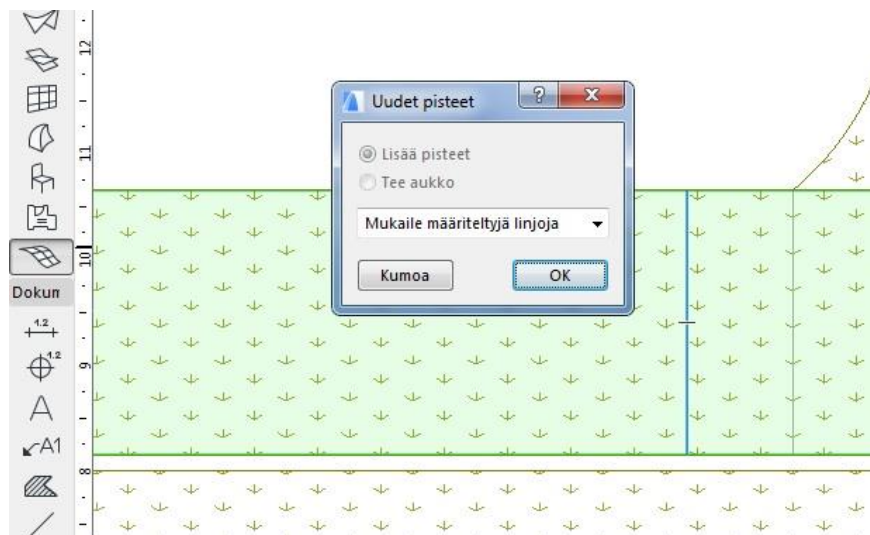 12
Uudet pisteet
?
Lisää pisteet
11
Tee aukko
Mukaile määriteltyjä linjoja
10
Kumoa
OK
Dokum
1.2
9
1.2
A
A1
8